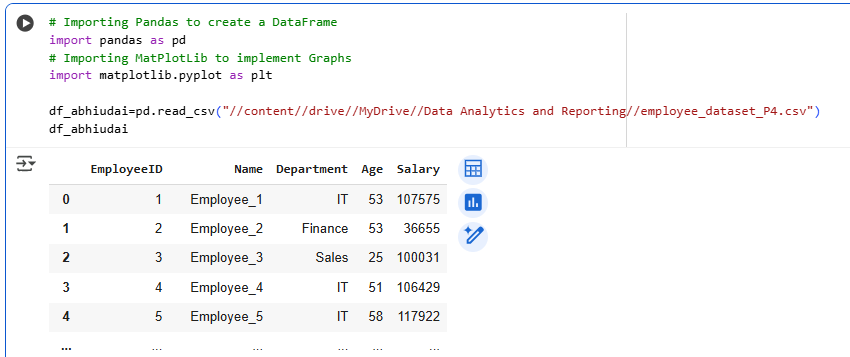 # Importing Pandas to create a DataFrame
import pandas as pd
# Importing MatPlotLib to implement Graphs
import matplotlib.pyplot as plt
df_abhiudai=pd.read_csv("//content//drive//MyDrive//Data Analytics and Reporting//employee_dataset_P4.csv")
df_abhiudai
EmployeeID Name Department Age Salary
0 1 Employee_1 IT 53 107575
1 2 Employee_2 Finance 53 36655
2 3 Employee_3 Sales 25 100031
3 4 Employee_4 IT 51 106429
4 5 Employee_5 IT 58 117922
... ... ... ... ... ...